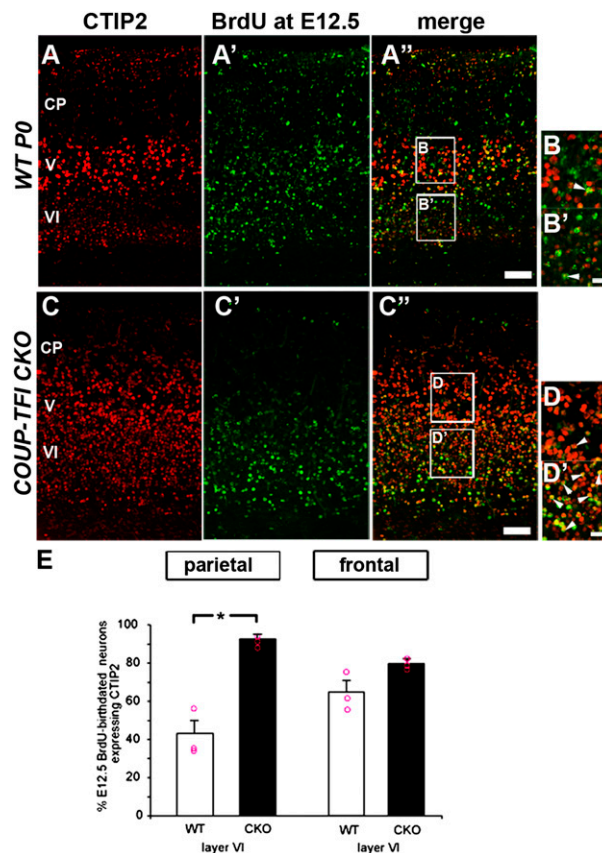 CTIP2 BrdU at E12.5 merge
WT P0
A A' A"
CP
V
VI
B
B'
B
B'
COUP-TFI CKO
C C' C"
CP
V
VI
D
D'
D
D'
E
parietal frontal
% E12.5 BrdU-birthdated neurons
expressing CTIP2
100
80
60
40
20
0
*
WT CKO WT CKO
layer VI layer VI